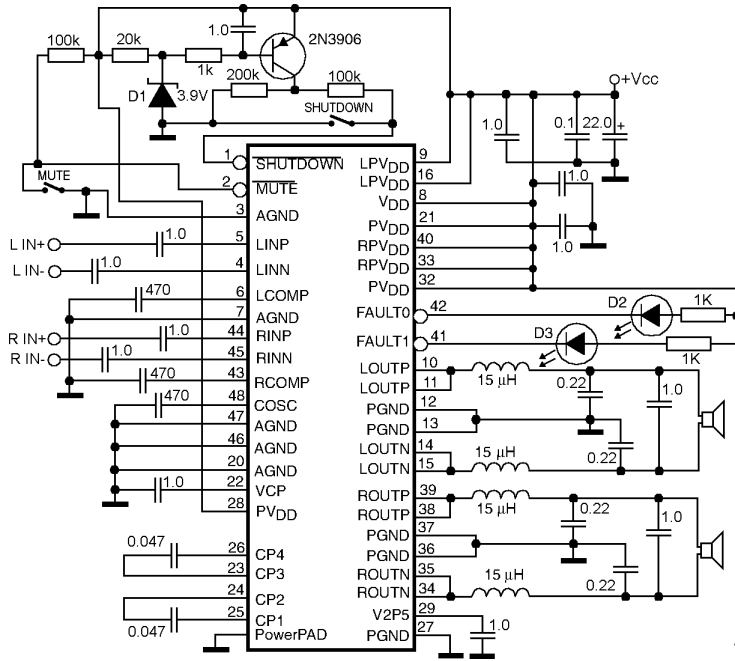 100k
20k
1k
1.0
2N3906
D1
3.9V
200k
100k
SHUTDOWN
+Vcc
1.0
0.1
22.0
+
1 SHUTDOWN
2 MUTE
3 AGND
5 LINP
4 LINN
6 LCOMP
7 AGND
44 RINP
45 RINN
43 RCOMP
48 COSC
47 AGND
46 AGND
20 AGND
22 VCP
28 PVDD
26 CP4
23 CP3
24 CP2
25 CP1
PowerPAD
MUTE
L IN+
1.0
L IN-
1.0
470
R IN+
1.0
R IN-
1.0
470
470
1.0
0.047
0.047
LPVDD 9
LPVDD 16
VDD 8
PVDD 21
RPVDD 40
RPVDD 33
PVDD 32
FAULT0 42
FAULT1 41
LOUTP 10
LOUTP 11
PGND 12
PGND 13
LOUTN 14
LOUTN 15
ROUTP 39
ROUTP 38
PGND 37
PGND 36
ROUTN 35
ROUTN 34
V2P5 29
PGND 27
1.0
1.0
D2
1K
D3
1K
15 µH
0.22
1.0
15 µH
0.22
15 µH
0.22
1.0
15 µH
0.22
1.0